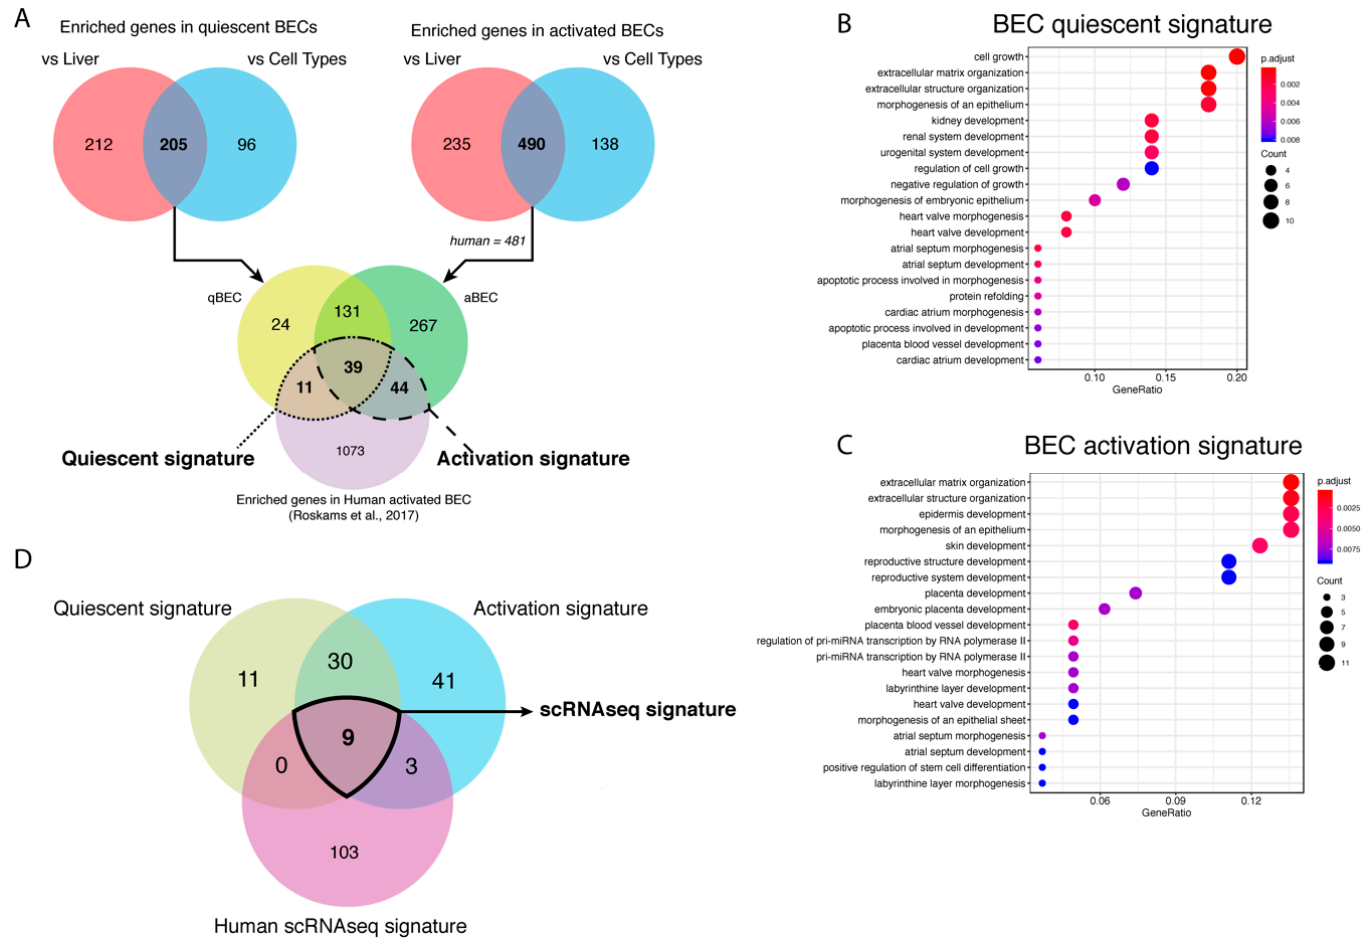 A
Enriched genes in quiescent BECs
vs Liver
vs Cell Types
212
205
96
Enriched genes in activated BECs
vs Liver
vs Cell Types
235
490
138
human = 481
qBEC
aBEC
24
131
267
39
11
44
1073
Quiescent signature
Activation signature
Enriched genes in Human activated BEC
(Roskams et al., 2017)
B
BEC quiescent signature
cell growth
extracellular matrix organization
extracellular structure organization
morphogenesis of an epithelium
kidney development
renal system development
urogenital system development
regulation of cell growth
negative regulation of growth
morphogenesis of embryonic epithelium
heart valve morphogenesis
heart valve development
atrial septum morphogenesis
atrial septum development
apoptotic process involved in morphogenesis
protein refolding
cardiac atrium morphogenesis
apoptotic process involved in development
placenta blood vessel development
cardiac atrium development
0.10
0.15
0.20
GeneRatio
p.adjust
0.002
0.004
0.006
0.008
Count
4
6
8
10
C
BEC activation signature
extracellular matrix organization
extracellular structure organization
epidermis development
morphogenesis of an epithelium
skin development
reproductive structure development
reproductive system development
placenta development
embryonic placenta development
placenta blood vessel development
regulation of pri-miRNA transcription by RNA polymerase II
pri-miRNA transcription by RNA polymerase II
heart valve morphogenesis
labyrinthine layer development
heart valve development
morphogenesis of an epithelial sheet
atrial septum morphogenesis
atrial septum development
positive regulation of stem cell differentiation
labyrinthine layer morphogenesis
0.06
0.09
0.12
GeneRatio
p.adjust
0.0025
0.0050
0.0075
Count
3
5
7
9
11
D
Quiescent signature
Activation signature
11
30
41
scRNAseq signature
9
0
3
103
Human scRNAseq signature